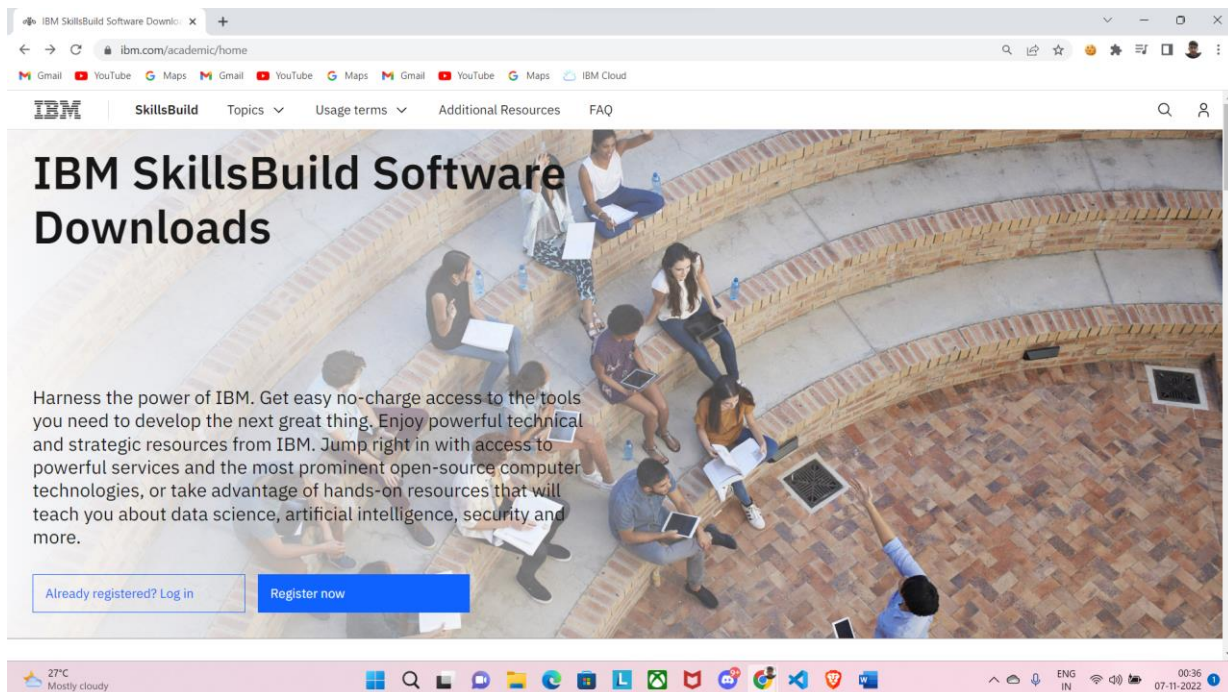 IBM SkillsBuild Software Downlo
ibm.com/academic/home
Gmail YouTube Maps Gmail YouTube Maps Gmail YouTube Maps IBM Cloud
IBM SkillsBuild Topics Usage terms Additional Resources FAQ
IBM SkillsBuild Software
Downloads
Harness the power of IBM. Get easy no-charge access to the tools
you need to develop the next great thing. Enjoy powerful technical
and strategic resources from IBM. Jump right in with access to
powerful services and the most prominent open-source computer
technologies, or take advantage of hands-on resources that will
teach you about data science, artificial intelligence, security and
more.
Already registered? Log in Register now
27°C
Mostly cloudy
ENG
IN
00:36
07-11-2022
1